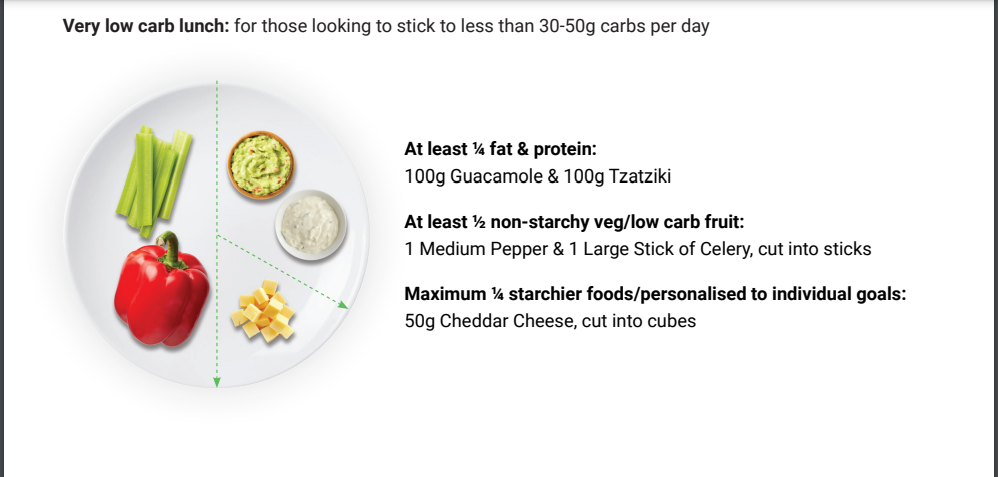 Very low carb lunch: for those looking to stick to less than 30-50g carbs per day
At least ¼ fat & protein:
100g Guacamole & 100g Tzatziki
At least ½ non-starchy veg/low carb fruit:
1 Medium Pepper & 1 Large Stick of Celery, cut into sticks
Maximum ¼ starchier foods/personalised to individual goals:
50g Cheddar Cheese, cut into cubes